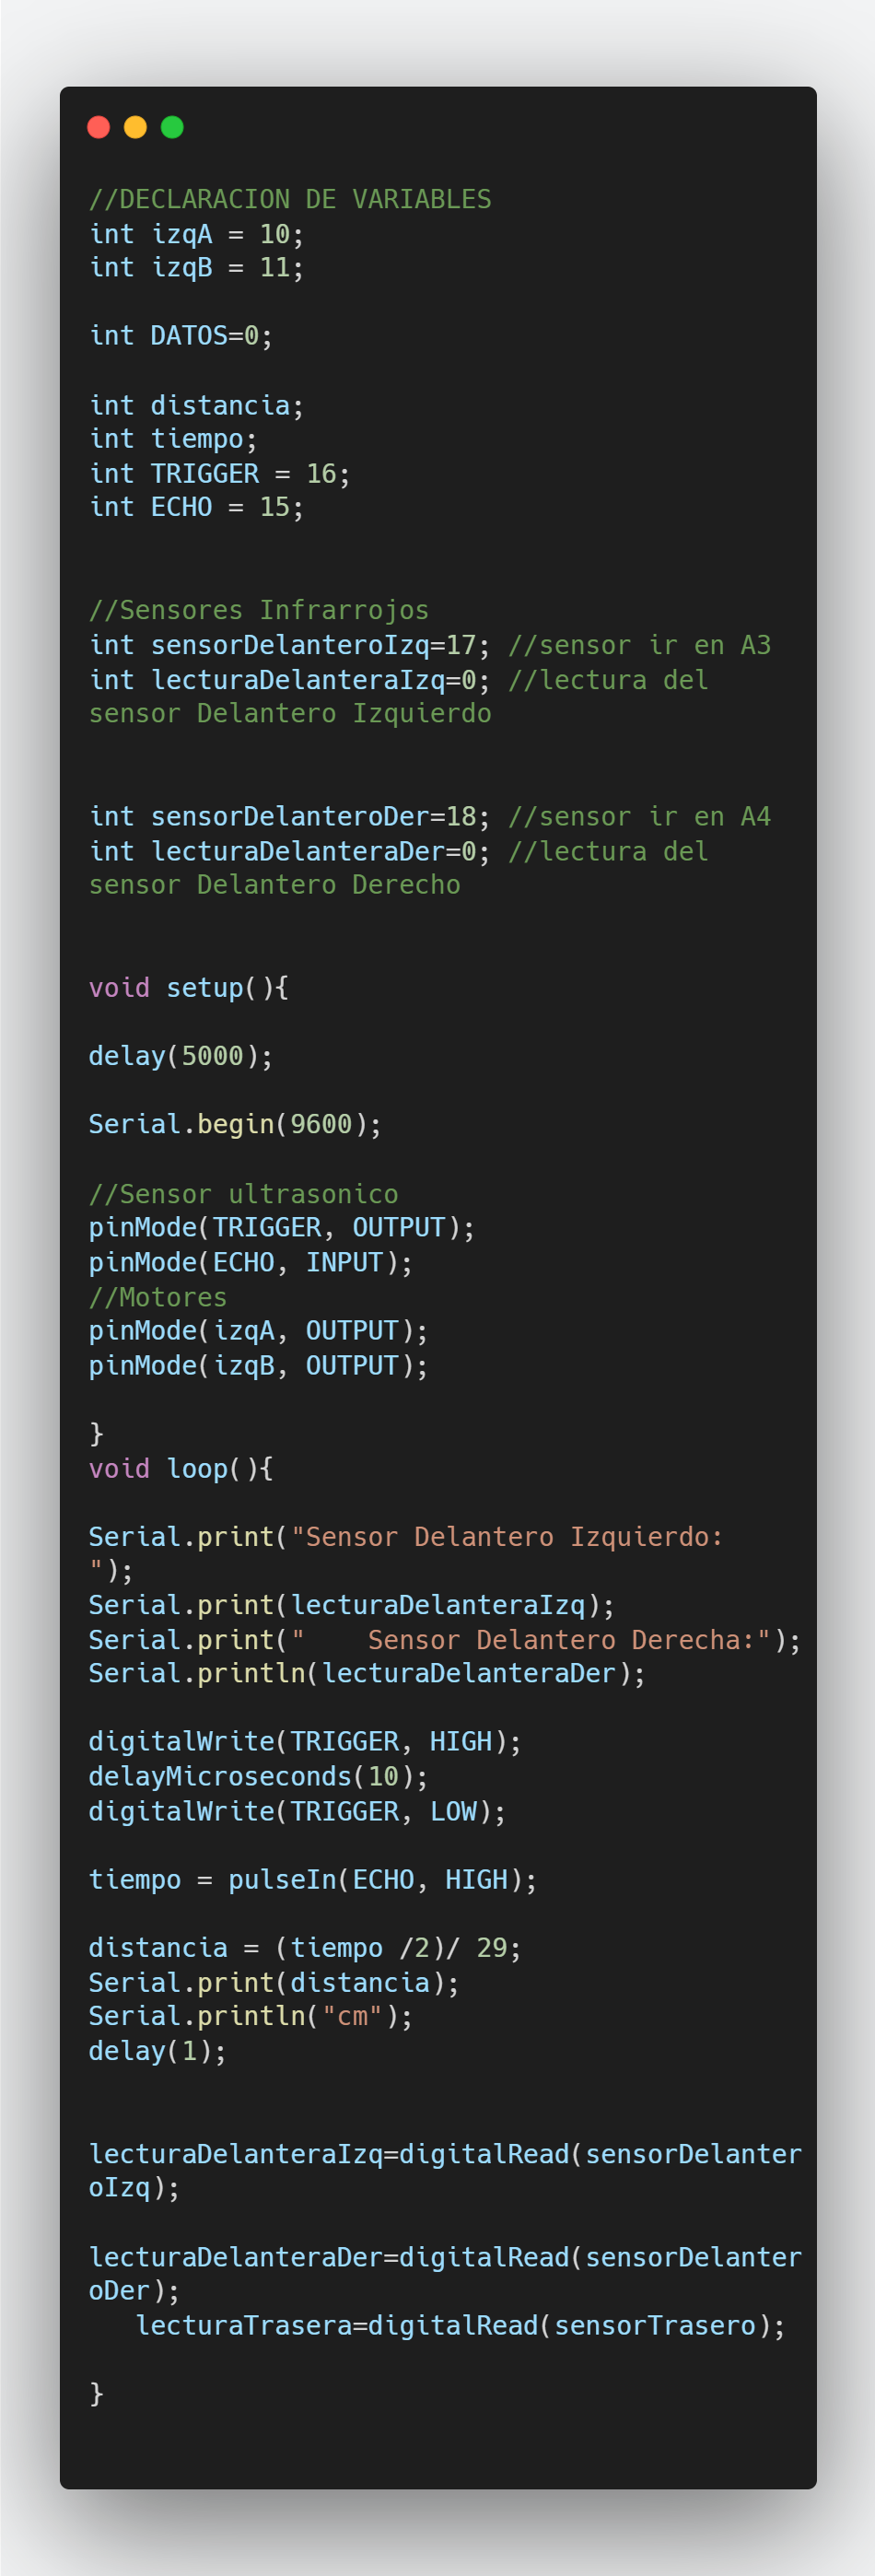 //DECLARACION DE VARIABLES
int izqA = 10;
int izqB = 11;

int DATOS=0;

int distancia;
int tiempo;
int TRIGGER = 16;
int ECHO = 15;


//Sensores Infrarrojos
int sensorDelanteroIzq=17; //sensor ir en A3
int lecturaDelanteraIzq=0; //lectura del
sensor Delantero Izquierdo


int sensorDelanteroDer=18; //sensor ir en A4
int lecturaDelanteraDer=0; //lectura del
sensor Delantero Derecho


void setup(){

delay(5000);

Serial.begin(9600);

//Sensor ultrasonico
pinMode(TRIGGER, OUTPUT);
pinMode(ECHO, INPUT);
//Motores
pinMode(izqA, OUTPUT);
pinMode(izqB, OUTPUT);

}
void loop(){

Serial.print("Sensor Delantero Izquierdo:
");
Serial.print(lecturaDelanteraIzq);
Serial.print("    Sensor Delantero Derecha:");
Serial.println(lecturaDelanteraDer);

digitalWrite(TRIGGER, HIGH);
delayMicroseconds(10);
digitalWrite(TRIGGER, LOW);

tiempo = pulseIn(ECHO, HIGH);

distancia = (tiempo /2)/ 29;
Serial.print(distancia);
Serial.println("cm");
delay(1);


lecturaDelanteraIzq=digitalRead(sensorDelanter
oIzq);

lecturaDelanteraDer=digitalRead(sensorDelanter
oDer);
   lecturaTrasera=digitalRead(sensorTrasero);

}